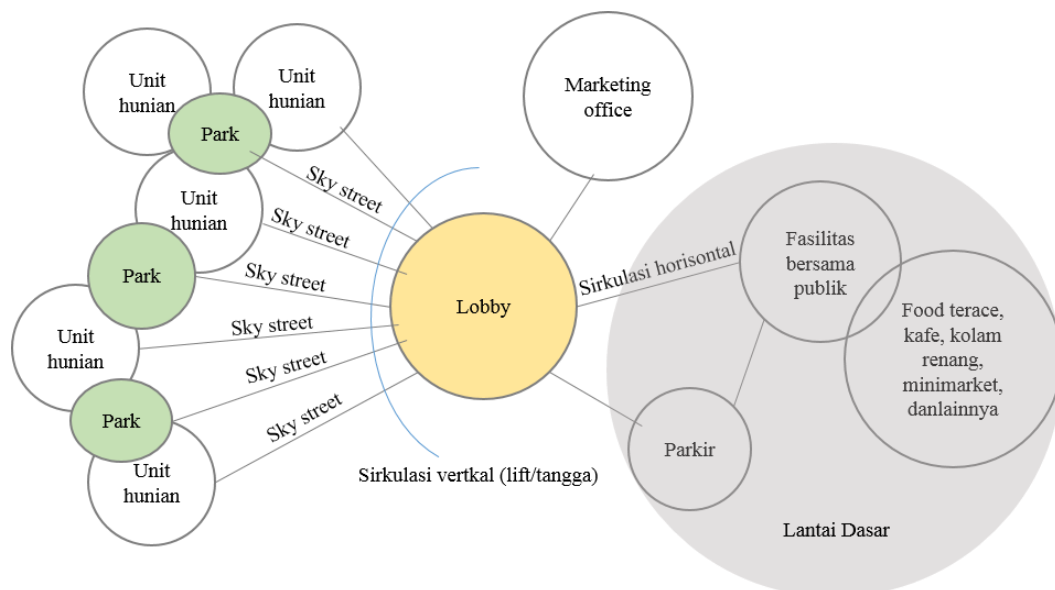 Unit
hunian
Unit
hunian
Park
Marketing
office
Sky street
Unit
hunian
Sky street
Park
Sky street
Sirkulasi horisontal
Fasilitas
bersama
publik
Lobby
Food terace,
kafe, kolam
renang,
minimarket,
danlainnya
Unit
hunian
Sky street
Sky street
Park
Sky street
Parkir
Unit
hunian
Sirkulasi vertkal (lift/tangga)
Lantai Dasar